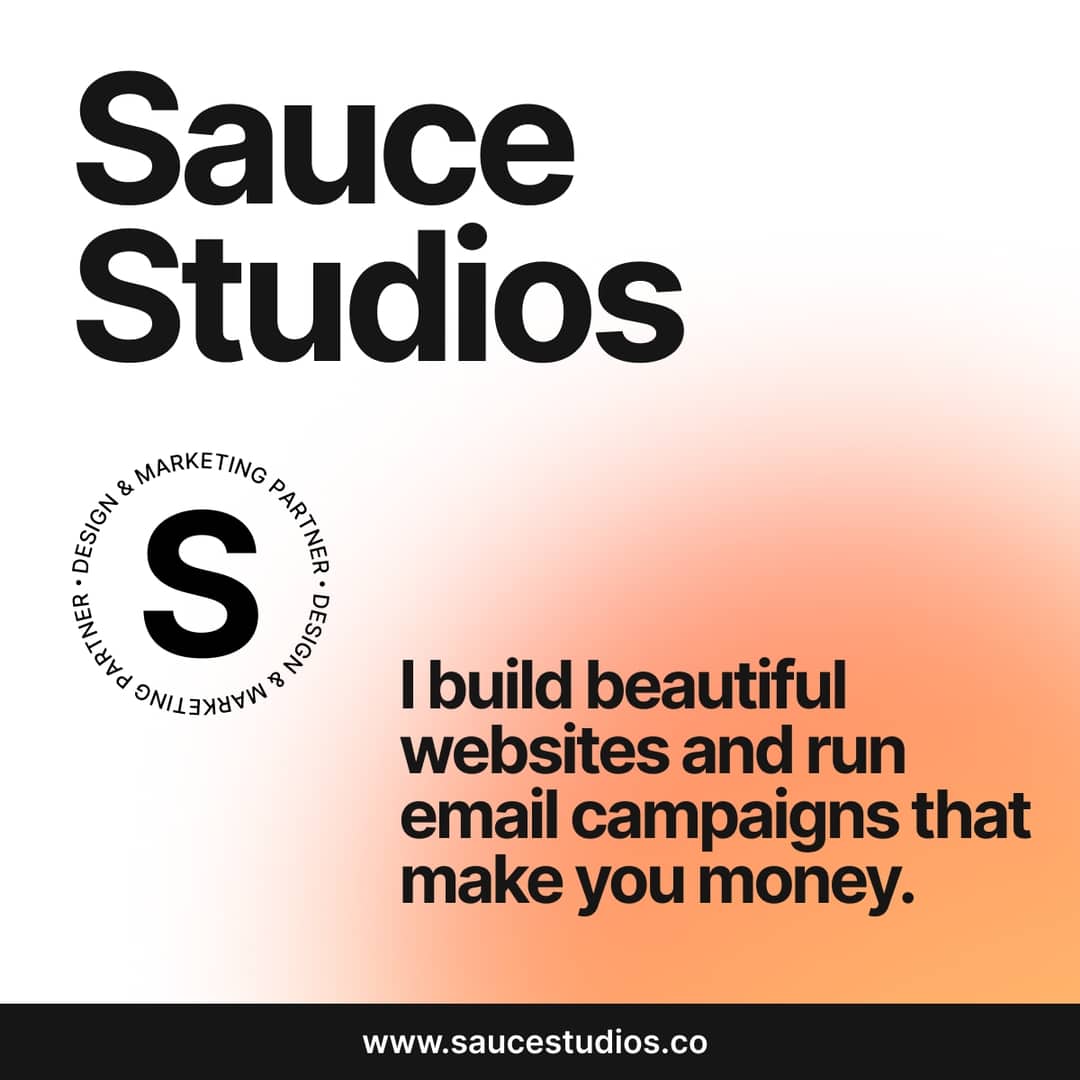 Sauce
Studios
DESIGN & MARKETING PARTNER • DESIGN & MARKETING PARTNER •
S
I build beautiful
websites and run
email campaigns that
make you money.
www.saucestudios.co